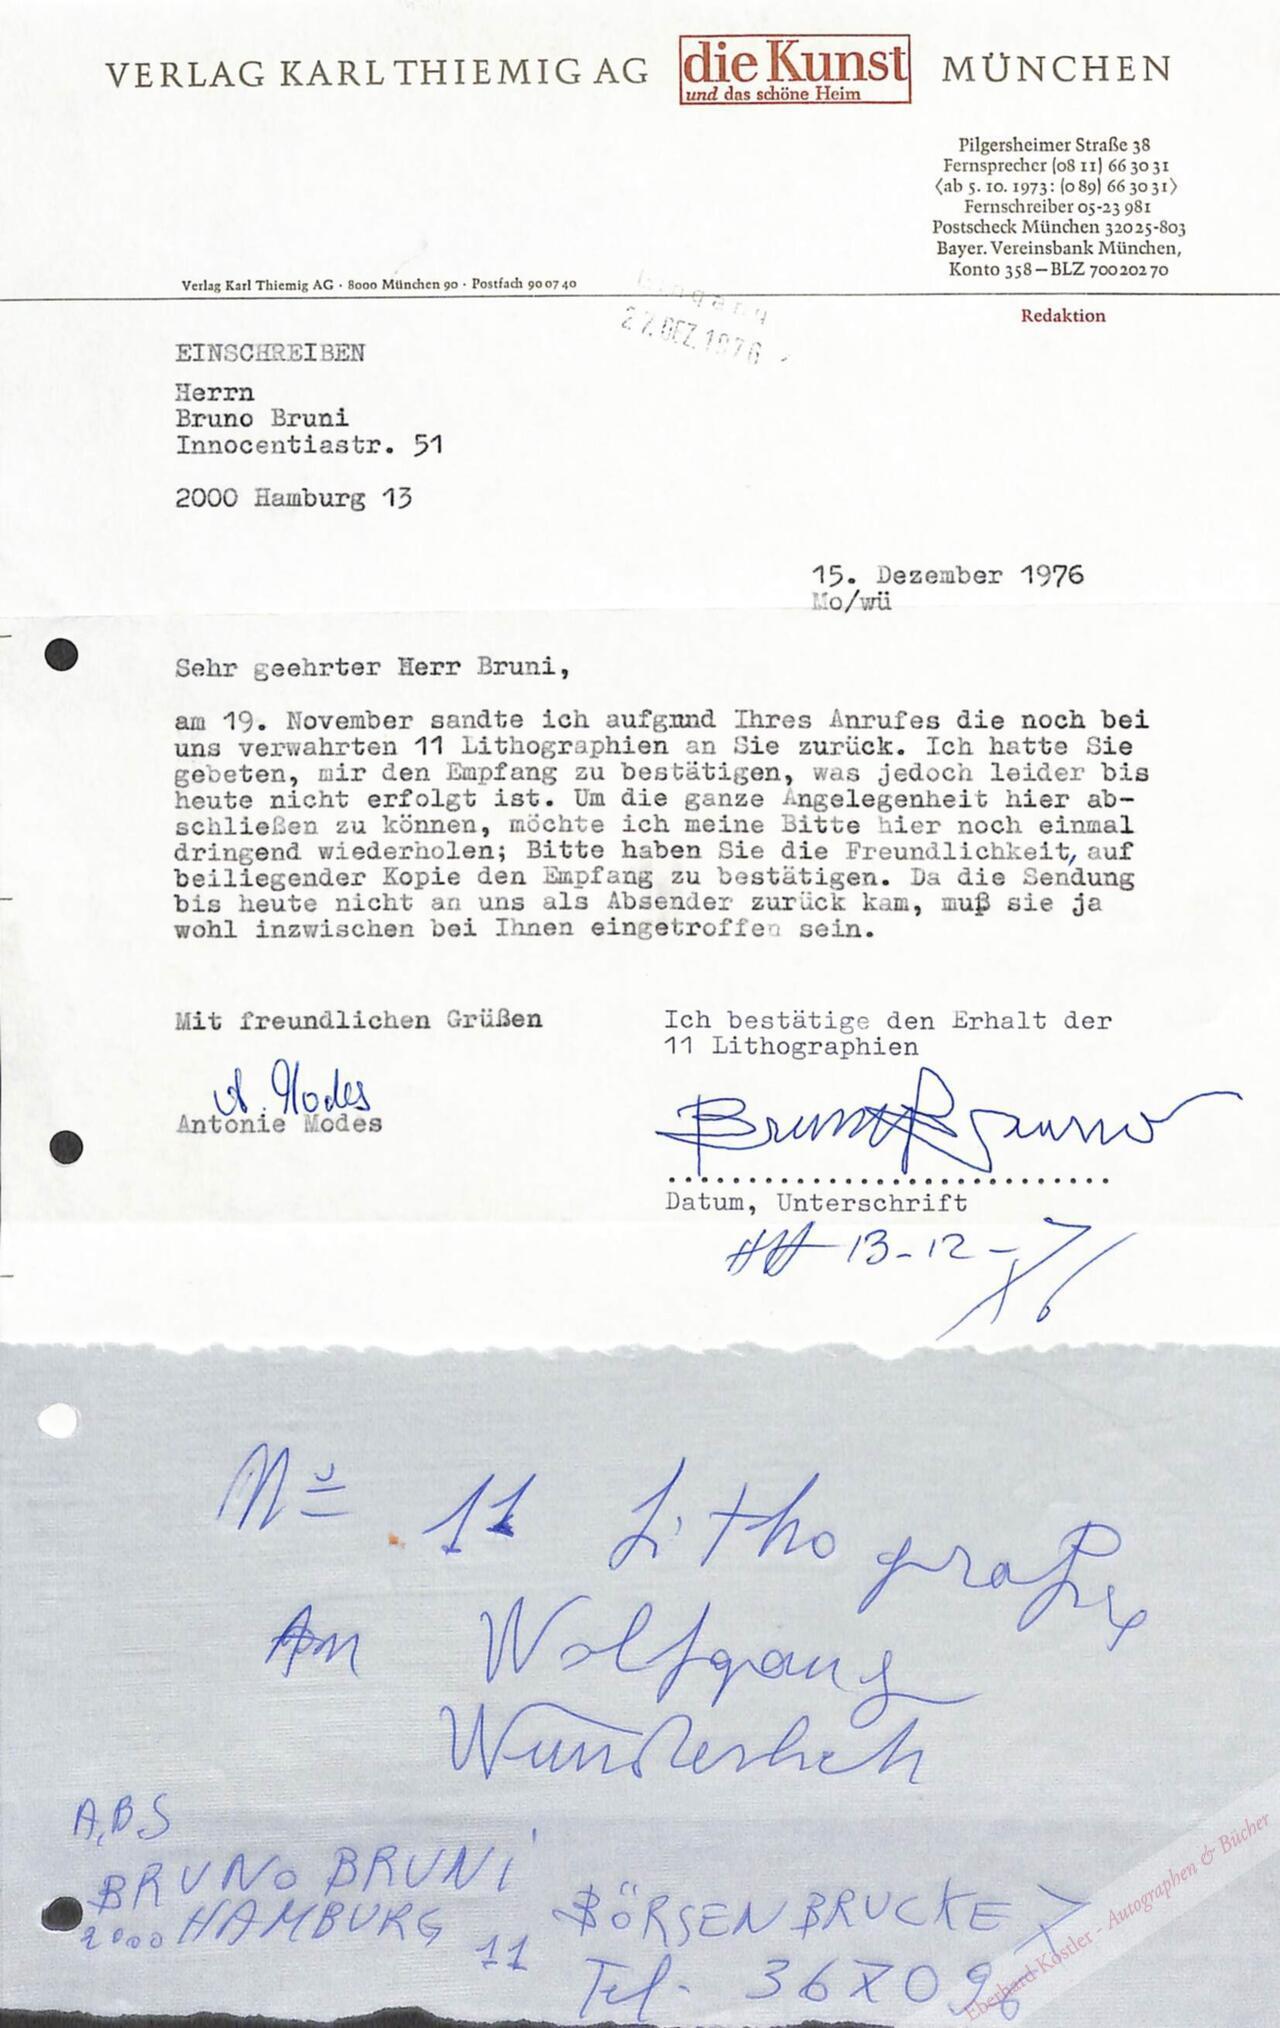 VERLAG KARL THIEMIG AG die Kunst MÜNCHEN
und das schöne Heim
Pilgersheimer Straße 38
Fernsprecher (08 11) 66 30 31
⟨ab 5. 10. 1973: (0 89) 66 30 31⟩
Fernschreiber 05-23 981
Postscheck München 32025-803
Bayer. Vereinsbank München,
Konto 358 – BLZ 700 202 70
Verlag Karl Thiemig AG · 8000 München 90 · Postfach 90 07 40
Redaktion
Eingang
27. DEZ. 1976
EINSCHREIBEN
Herrn
Bruno Bruni
Innocentiastr. 51
2000 Hamburg 13
15. Dezember 1976
Mo/wü
Sehr geehrter Herr Bruni,
am 19. November sandte ich aufgnnd Ihres Anrufes die noch bei
uns verwahrten 11 Lithographien an Sie zurück. Ich hatte Sie
gebeten, mir den Empfang zu bestätigen, was jedoch leider bis
heute nicht erfolgt ist. Um die ganze Angelegenheit hier ab-
schließen zu können, möchte ich meine Bitte hier noch einmal
dringend wiederholen; Bitte haben Sie die Freundlichkeit, auf
beiliegender Kopie den Empfang zu bestätigen. Da die Sendung
bis heute nicht an uns als Absender zurück kam, muß sie ja
wohl inzwischen bei Ihnen eingetroffen sein.
Mit freundlichen Grüßen
A. Modes
Antonie Modes
Ich bestätige den Erhalt der
11 Lithographien
Bruno
Datum, Unterschrift
HH 13-12-76
Nº 11 Lithografie
An Wolfgang
Wunderlich
A,BS
BRUNO BRUNI
2000 HAMBURG 11
BÖRSENBRUCKE 7
Tel. 367096
Eberhard Köstler - Autographen & Bücher